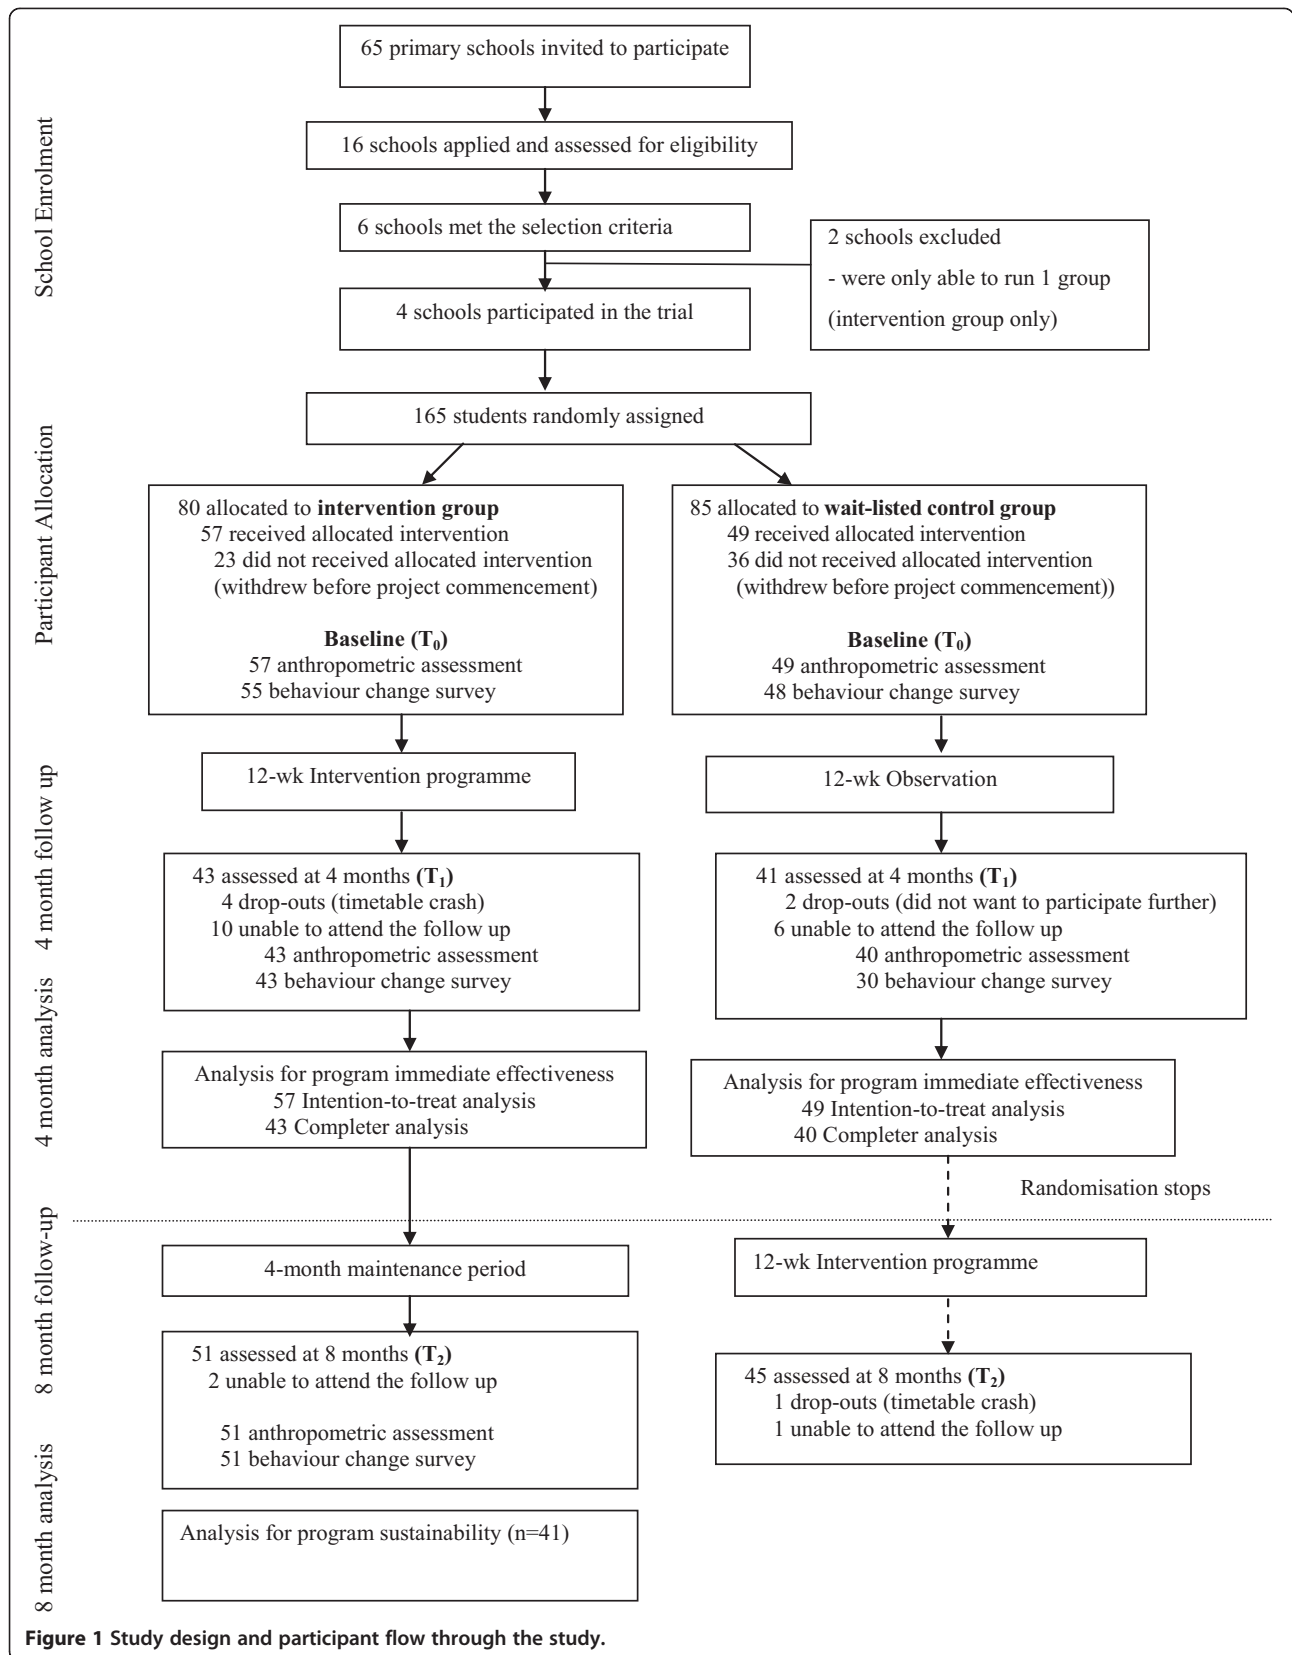 65 primary schools invited to participate
16 schools applied and assessed for eligibility
6 schools met the selection criteria
2 schools excluded
- were only able to run 1 group
(intervention group only)
4 schools participated in the trial
School Enrolment
165 students randomly assigned
Participant Allocation
80 allocated to intervention group
57 received allocated intervention
23 did not received allocated intervention
(withdrew before project commencement)
Baseline (T0)
57 anthropometric assessment
55 behaviour change survey
85 allocated to wait-listed control group
49 received allocated intervention
36 did not received allocated intervention
(withdrew before project commencement))
Baseline (T0)
49 anthropometric assessment
48 behaviour change survey
12-wk Intervention programme
12-wk Observation
4 month follow up
43 assessed at 4 months (T1)
4 drop-outs (timetable crash)
10 unable to attend the follow up
43 anthropometric assessment
43 behaviour change survey
41 assessed at 4 months (T1)
2 drop-outs (did not want to participate further)
6 unable to attend the follow up
40 anthropometric assessment
30 behaviour change survey
4 month analysis
Analysis for program immediate effectiveness
57 Intention-to-treat analysis
43 Completer analysis
Analysis for program immediate effectiveness
49 Intention-to-treat analysis
40 Completer analysis
Randomisation stops
8 month follow-up
4-month maintenance period
12-wk Intervention programme
51 assessed at 8 months (T2)
2 unable to attend the follow up
51 anthropometric assessment
51 behaviour change survey
45 assessed at 8 months (T2)
1 drop-outs (timetable crash)
1 unable to attend the follow up
8 month analysis
Analysis for program sustainability (n=41)
Figure 1 Study design and participant flow through the study.